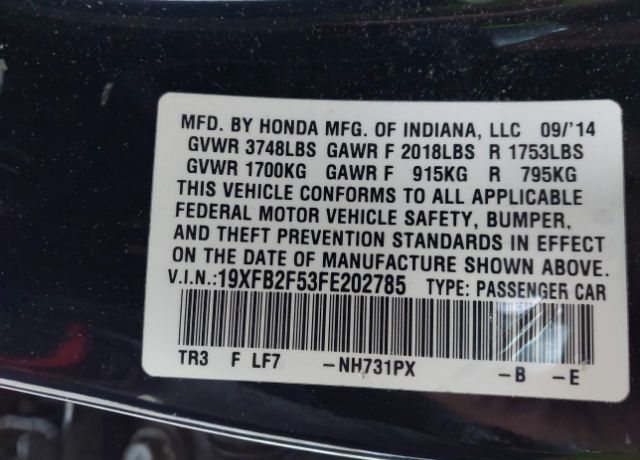 MFD. BY HONDA MFG. OF INDIANA, LLC 09/'14
GVWR 3748LBS GAWR F 2018LBS R 1753LBS
GVWR 1700KG GAWR F 915KG R 795KG
THIS VEHICLE CONFORMS TO ALL APPLICABLE
FEDERAL MOTOR VEHICLE SAFETY, BUMPER,
AND THEFT PREVENTION STANDARDS IN EFFECT
ON THE DATE OF MANUFACTURE SHOWN ABOVE.
V.I.N.:19XFB2F53FE202785 TYPE: PASSENGER CAR
TR3 F LF7 -NH731PX -B -E